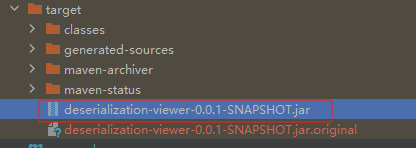 target
classes
generated-sources
maven-archiver
maven-status
deserialization-viewer-0.0.1-SNAPSHOT.jar
deserialization-viewer-0.0.1-SNAPSHOT.jar.original